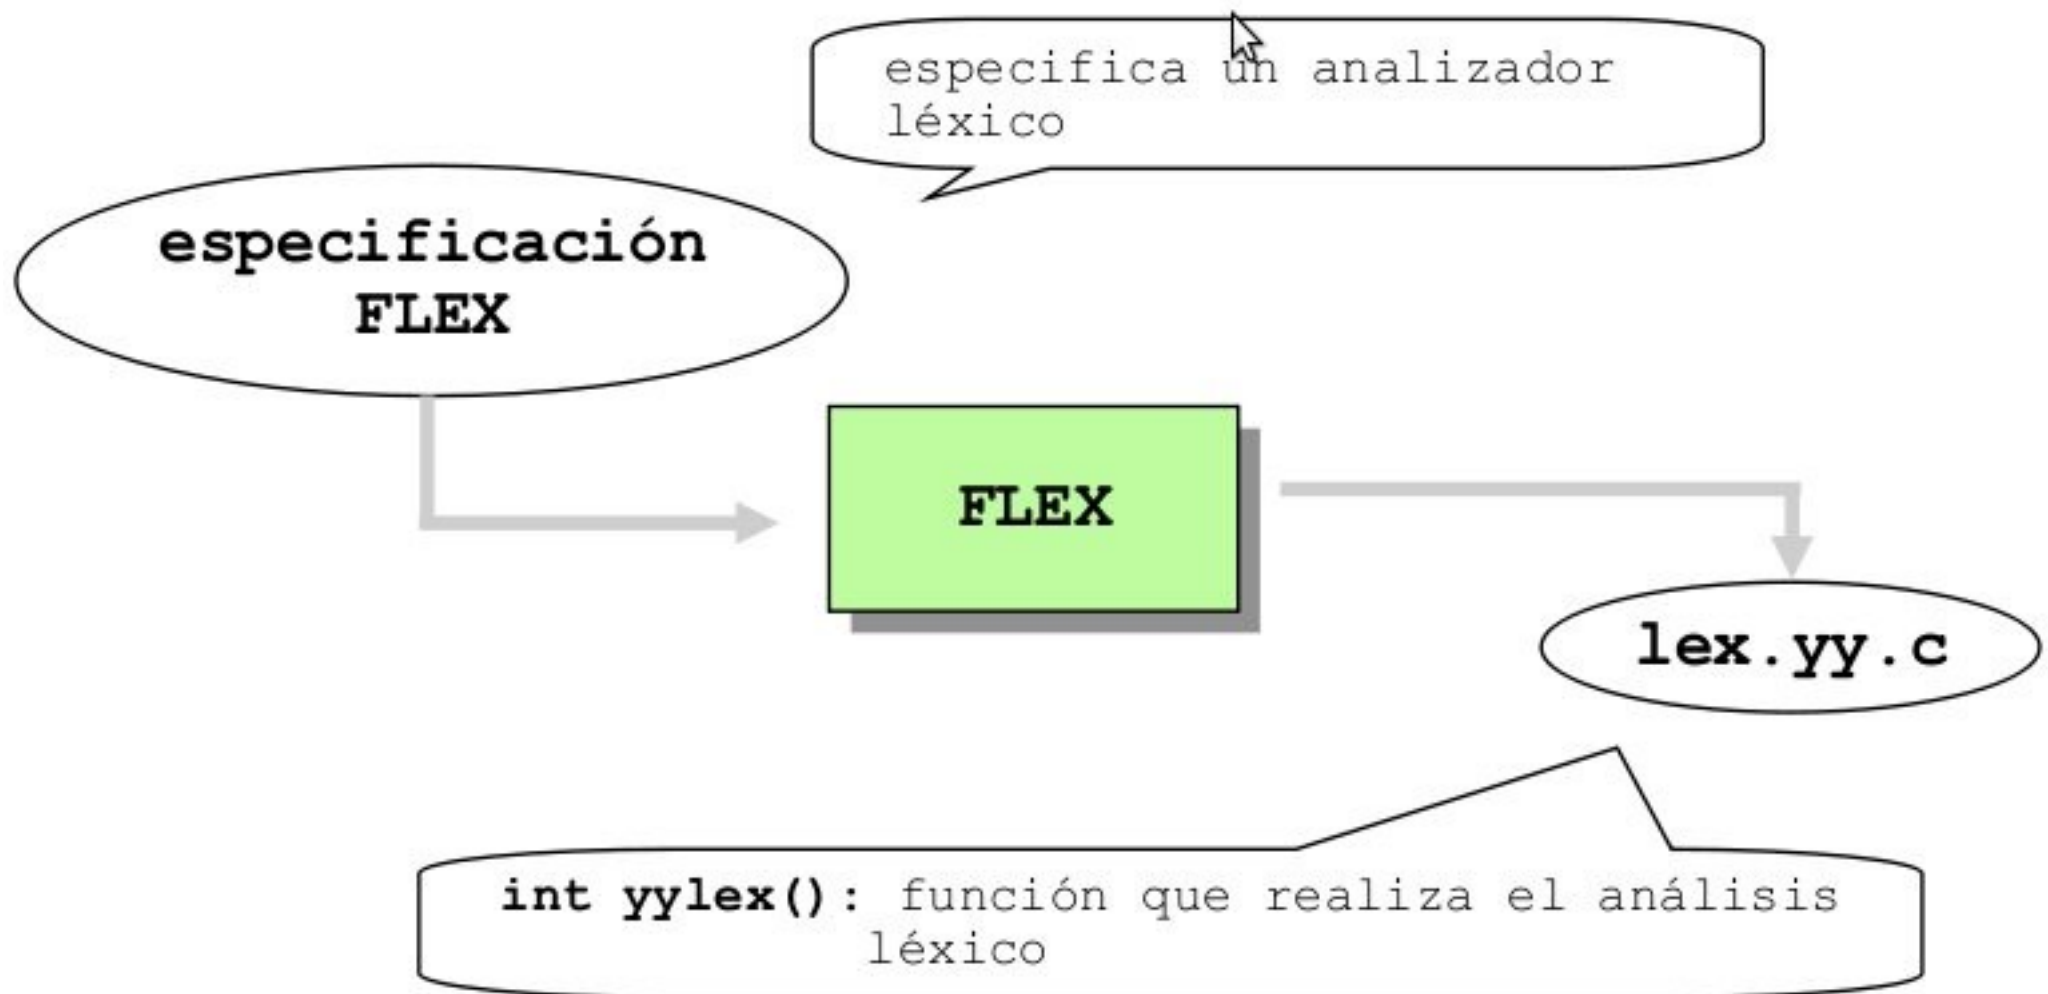 especifica un analizador
léxico
especificación
FLEX
FLEX
lex.yy.c
int yylex(): función que realiza el análisis
léxico